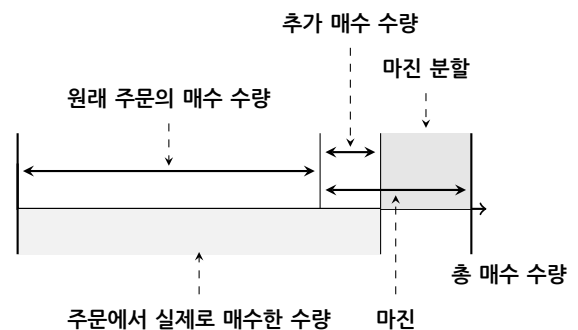 추가 매수 수량
마진 분할
원래 주문의 매수 수량
총 매수 수량
주문에서 실제로 매수한 수량
마진